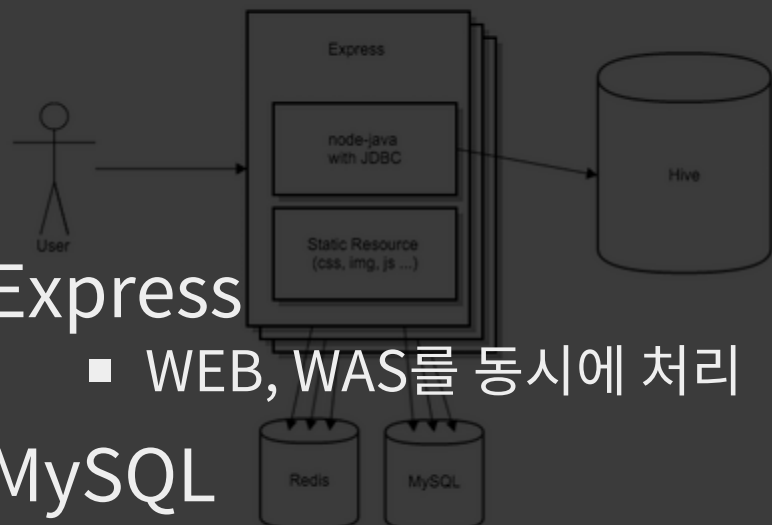 Express
node-java
with JDBC
Hive
Static Resource
(css, img, js ...)
User
Express
▪ WEB, WAS를 동시에 처리
MySQL
Redis
MySQL